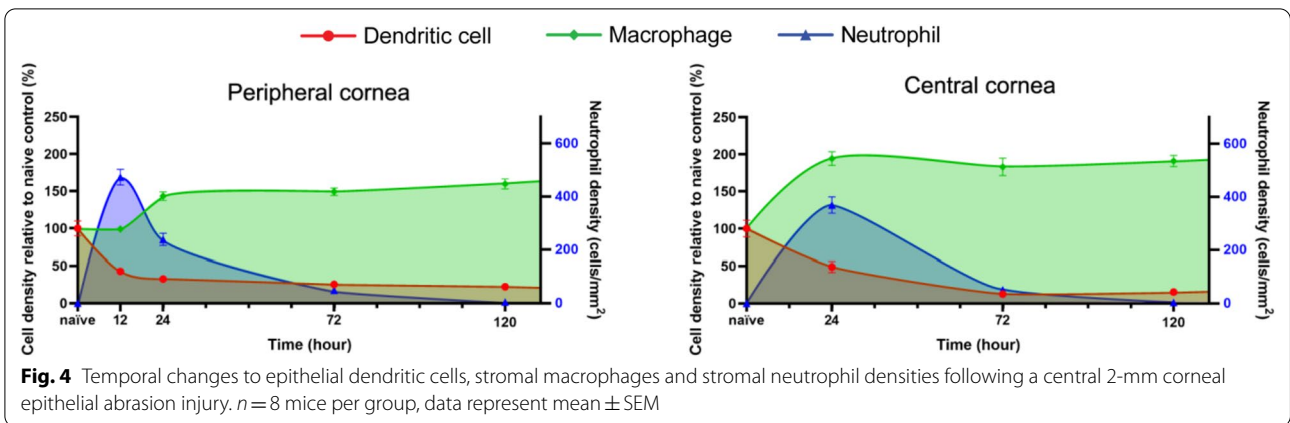 Dendritic cell Macrophage Neutrophil
Peripheral cornea
Cell density relative to naive control (%)
250
200
150
100
50
0
naïve 12 24 72 120
Time (hour)
600
400
200
0
Neutrophil density (cells/mm²)
Central cornea
Cell density relative to naive control (%)
250
200
150
100
50
0
naïve 24 72 120
Time (hour)
600
400
200
0
Neutrophil density (cells/mm²)
Fig. 4 Temporal changes to epithelial dendritic cells, stromal macrophages and stromal neutrophil densities following a central 2-mm corneal
epithelial abrasion injury. n = 8 mice per group, data represent mean ± SEM